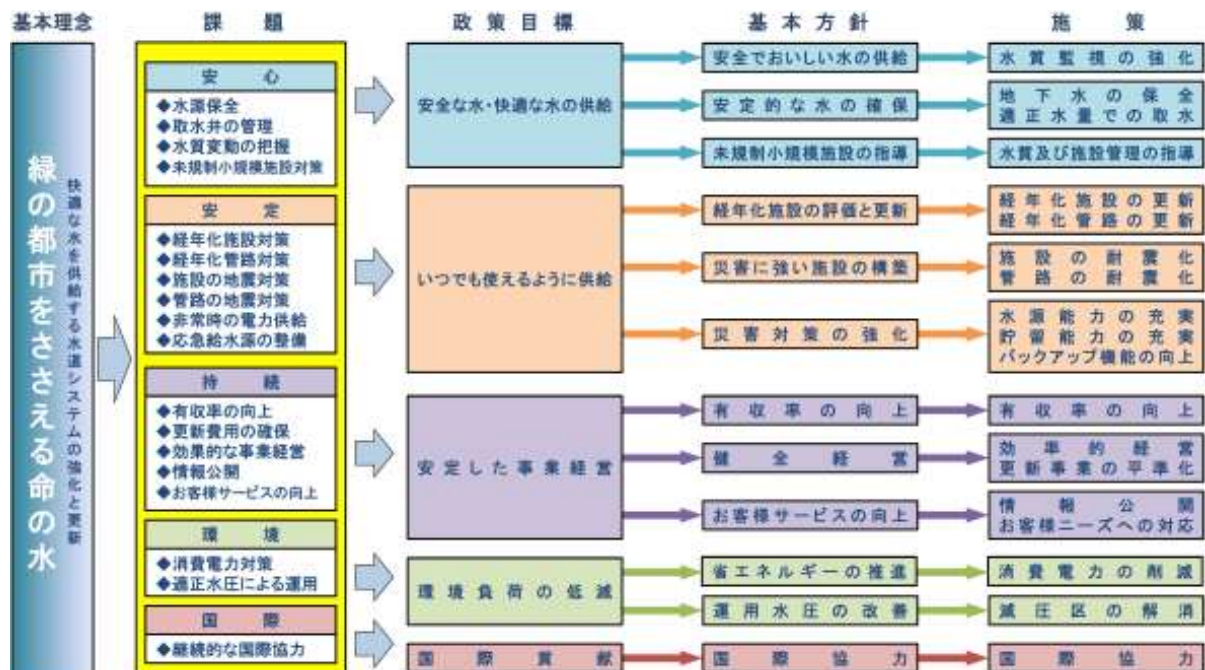 基本理念
課題
政策目標
基本方針
施策
緑の都市をささえる命の水
快適な水を供給する水道システムの強化と更新
安心
◆水源保全
◆取水井の管理
◆水質変動の把握
◆未規制小規模施設対策
安定
◆経年化施設対策
◆経年化管路対策
◆施設の地震対策
◆管路の地震対策
◆非常時の電力供給
◆応急給水源の整備
持続
◆有収率の向上
◆更新費用の確保
◆効果的な事業経営
◆情報公開
◆お客様サービスの向上
環境
◆消費電力対策
◆適正水圧による運用
国際
◆継続的な国際協力
安全な水・快適な水の供給
安全でおいしい水の供給
水質監視の強化
安定的な水の確保
地下水の保全
適正水量での取水
未規制小規模施設の指導
水質及び施設管理の指導
いつでも使えるように供給
経年化施設の評価と更新
経年化施設の更新
経年化管路の更新
災害に強い施設の構築
施設の耐震化
管路の耐震化
災害対策の強化
水源能力の充実
貯留能力の充実
バックアップ機能の向上
安定した事業経営
有収率の向上
有収率の向上
健全経営
効率的経営
更新事業の平準化
お客様サービスの向上
情報公開
お客様ニーズへの対応
環境負荷の低減
省エネルギーの推進
消費電力の削減
運用水圧の改善
減圧区の解消
国際貢献
国際協力
国際協力